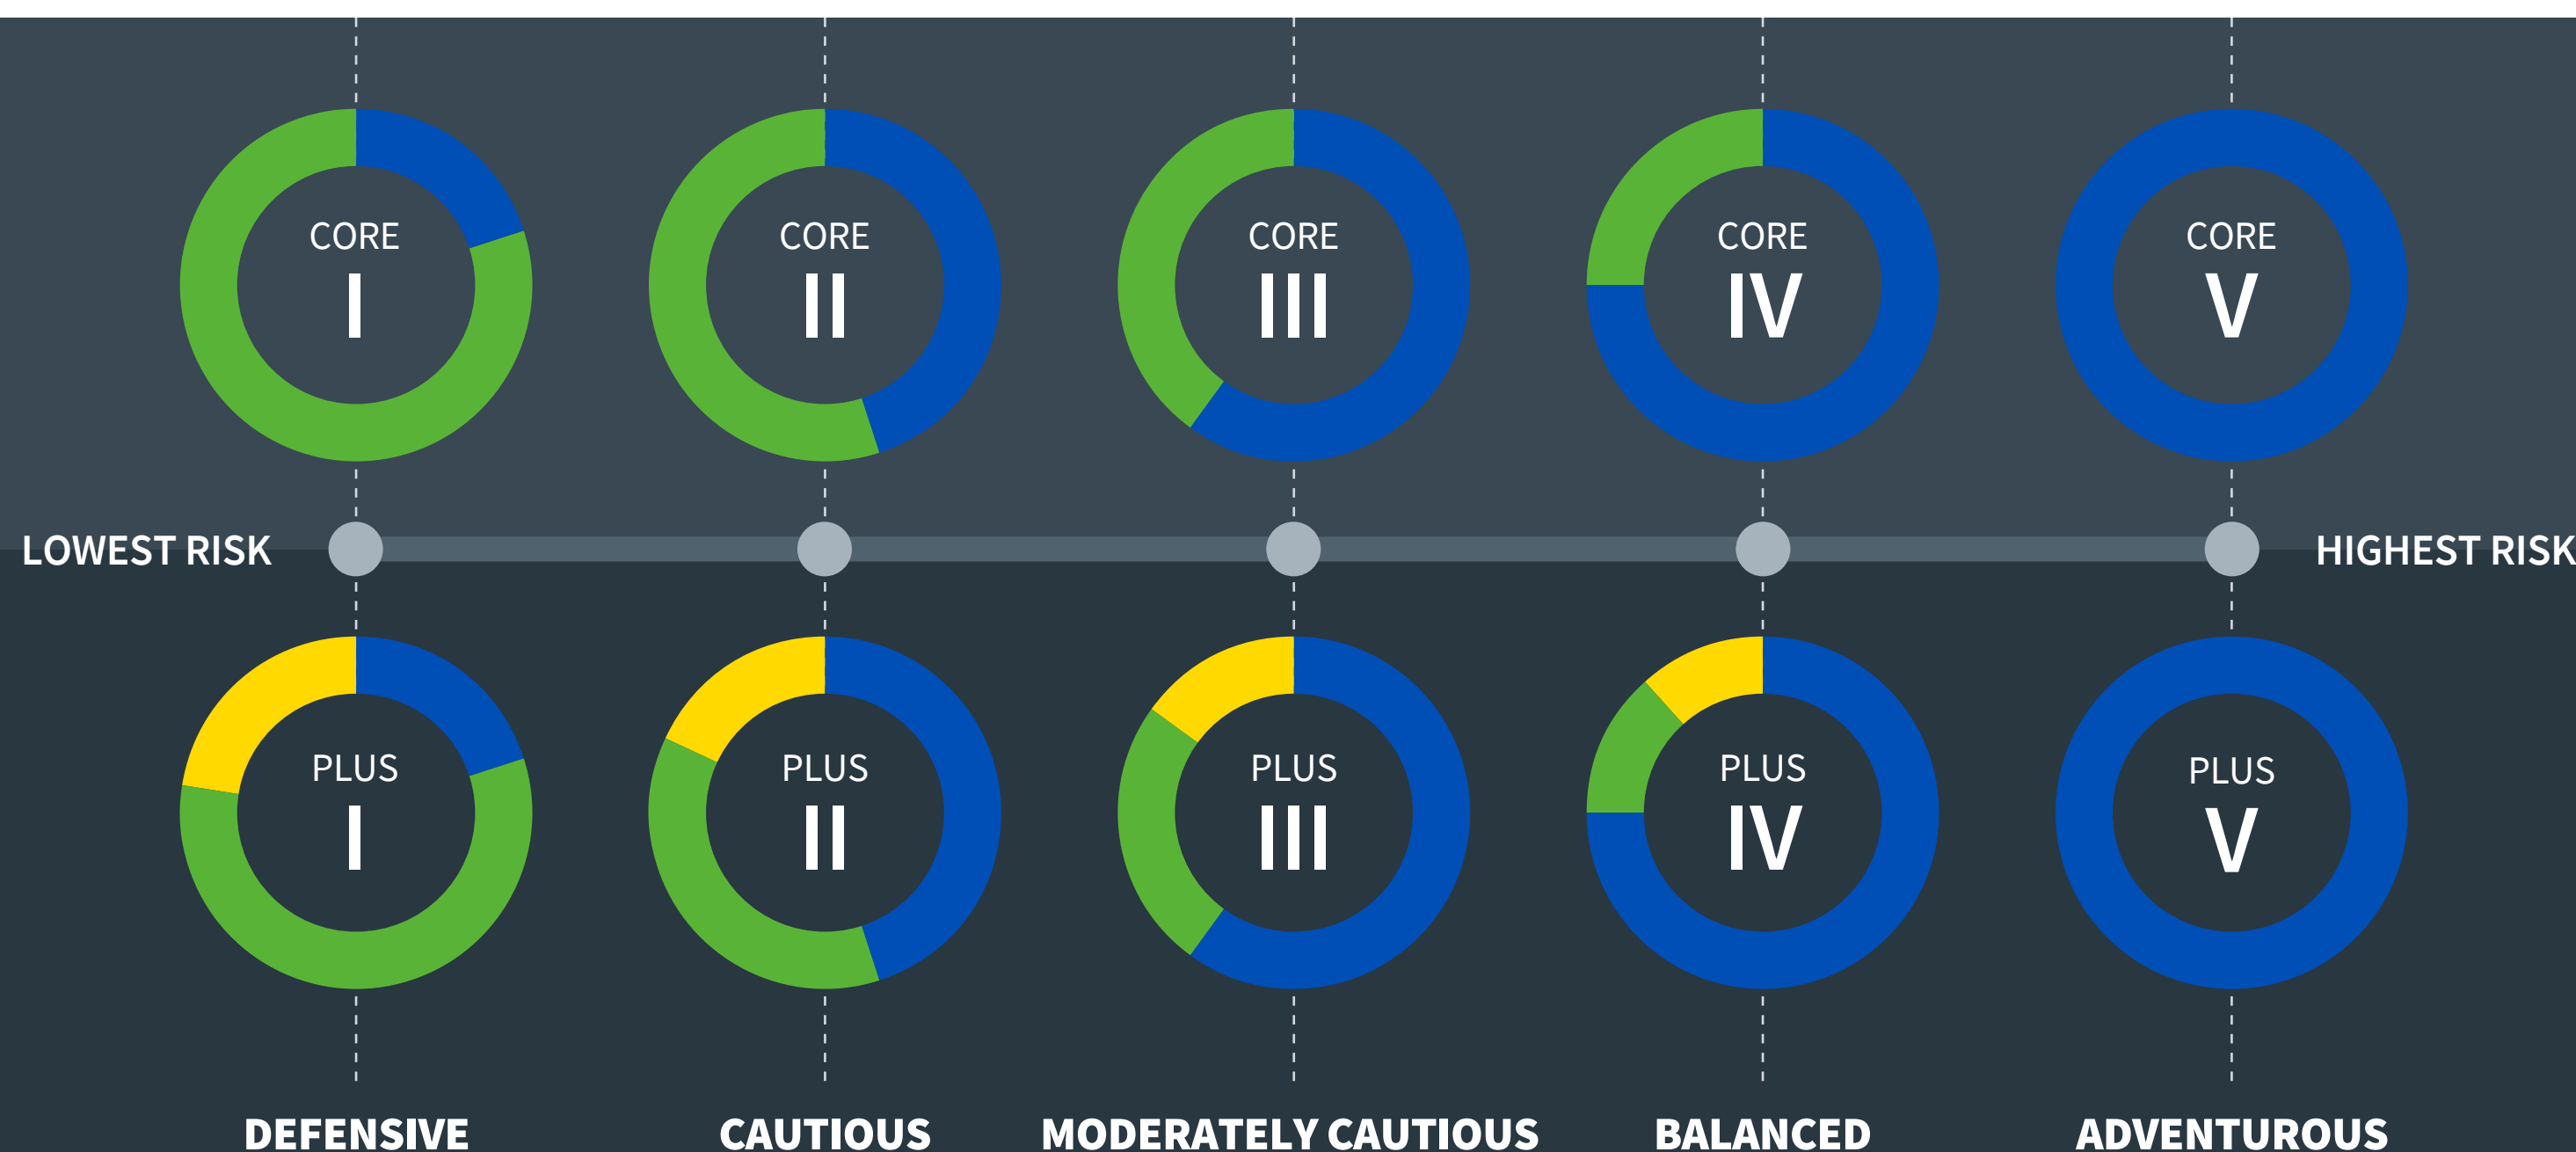 CORE
I
CORE
II
CORE
III
CORE
IV
CORE
V
LOWEST RISK
HIGHEST RISK
PLUS
I
PLUS
II
PLUS
III
PLUS
IV
PLUS
V
DEFENSIVE
CAUTIOUS
MODERATELY CAUTIOUS
BALANCED
ADVENTUROUS